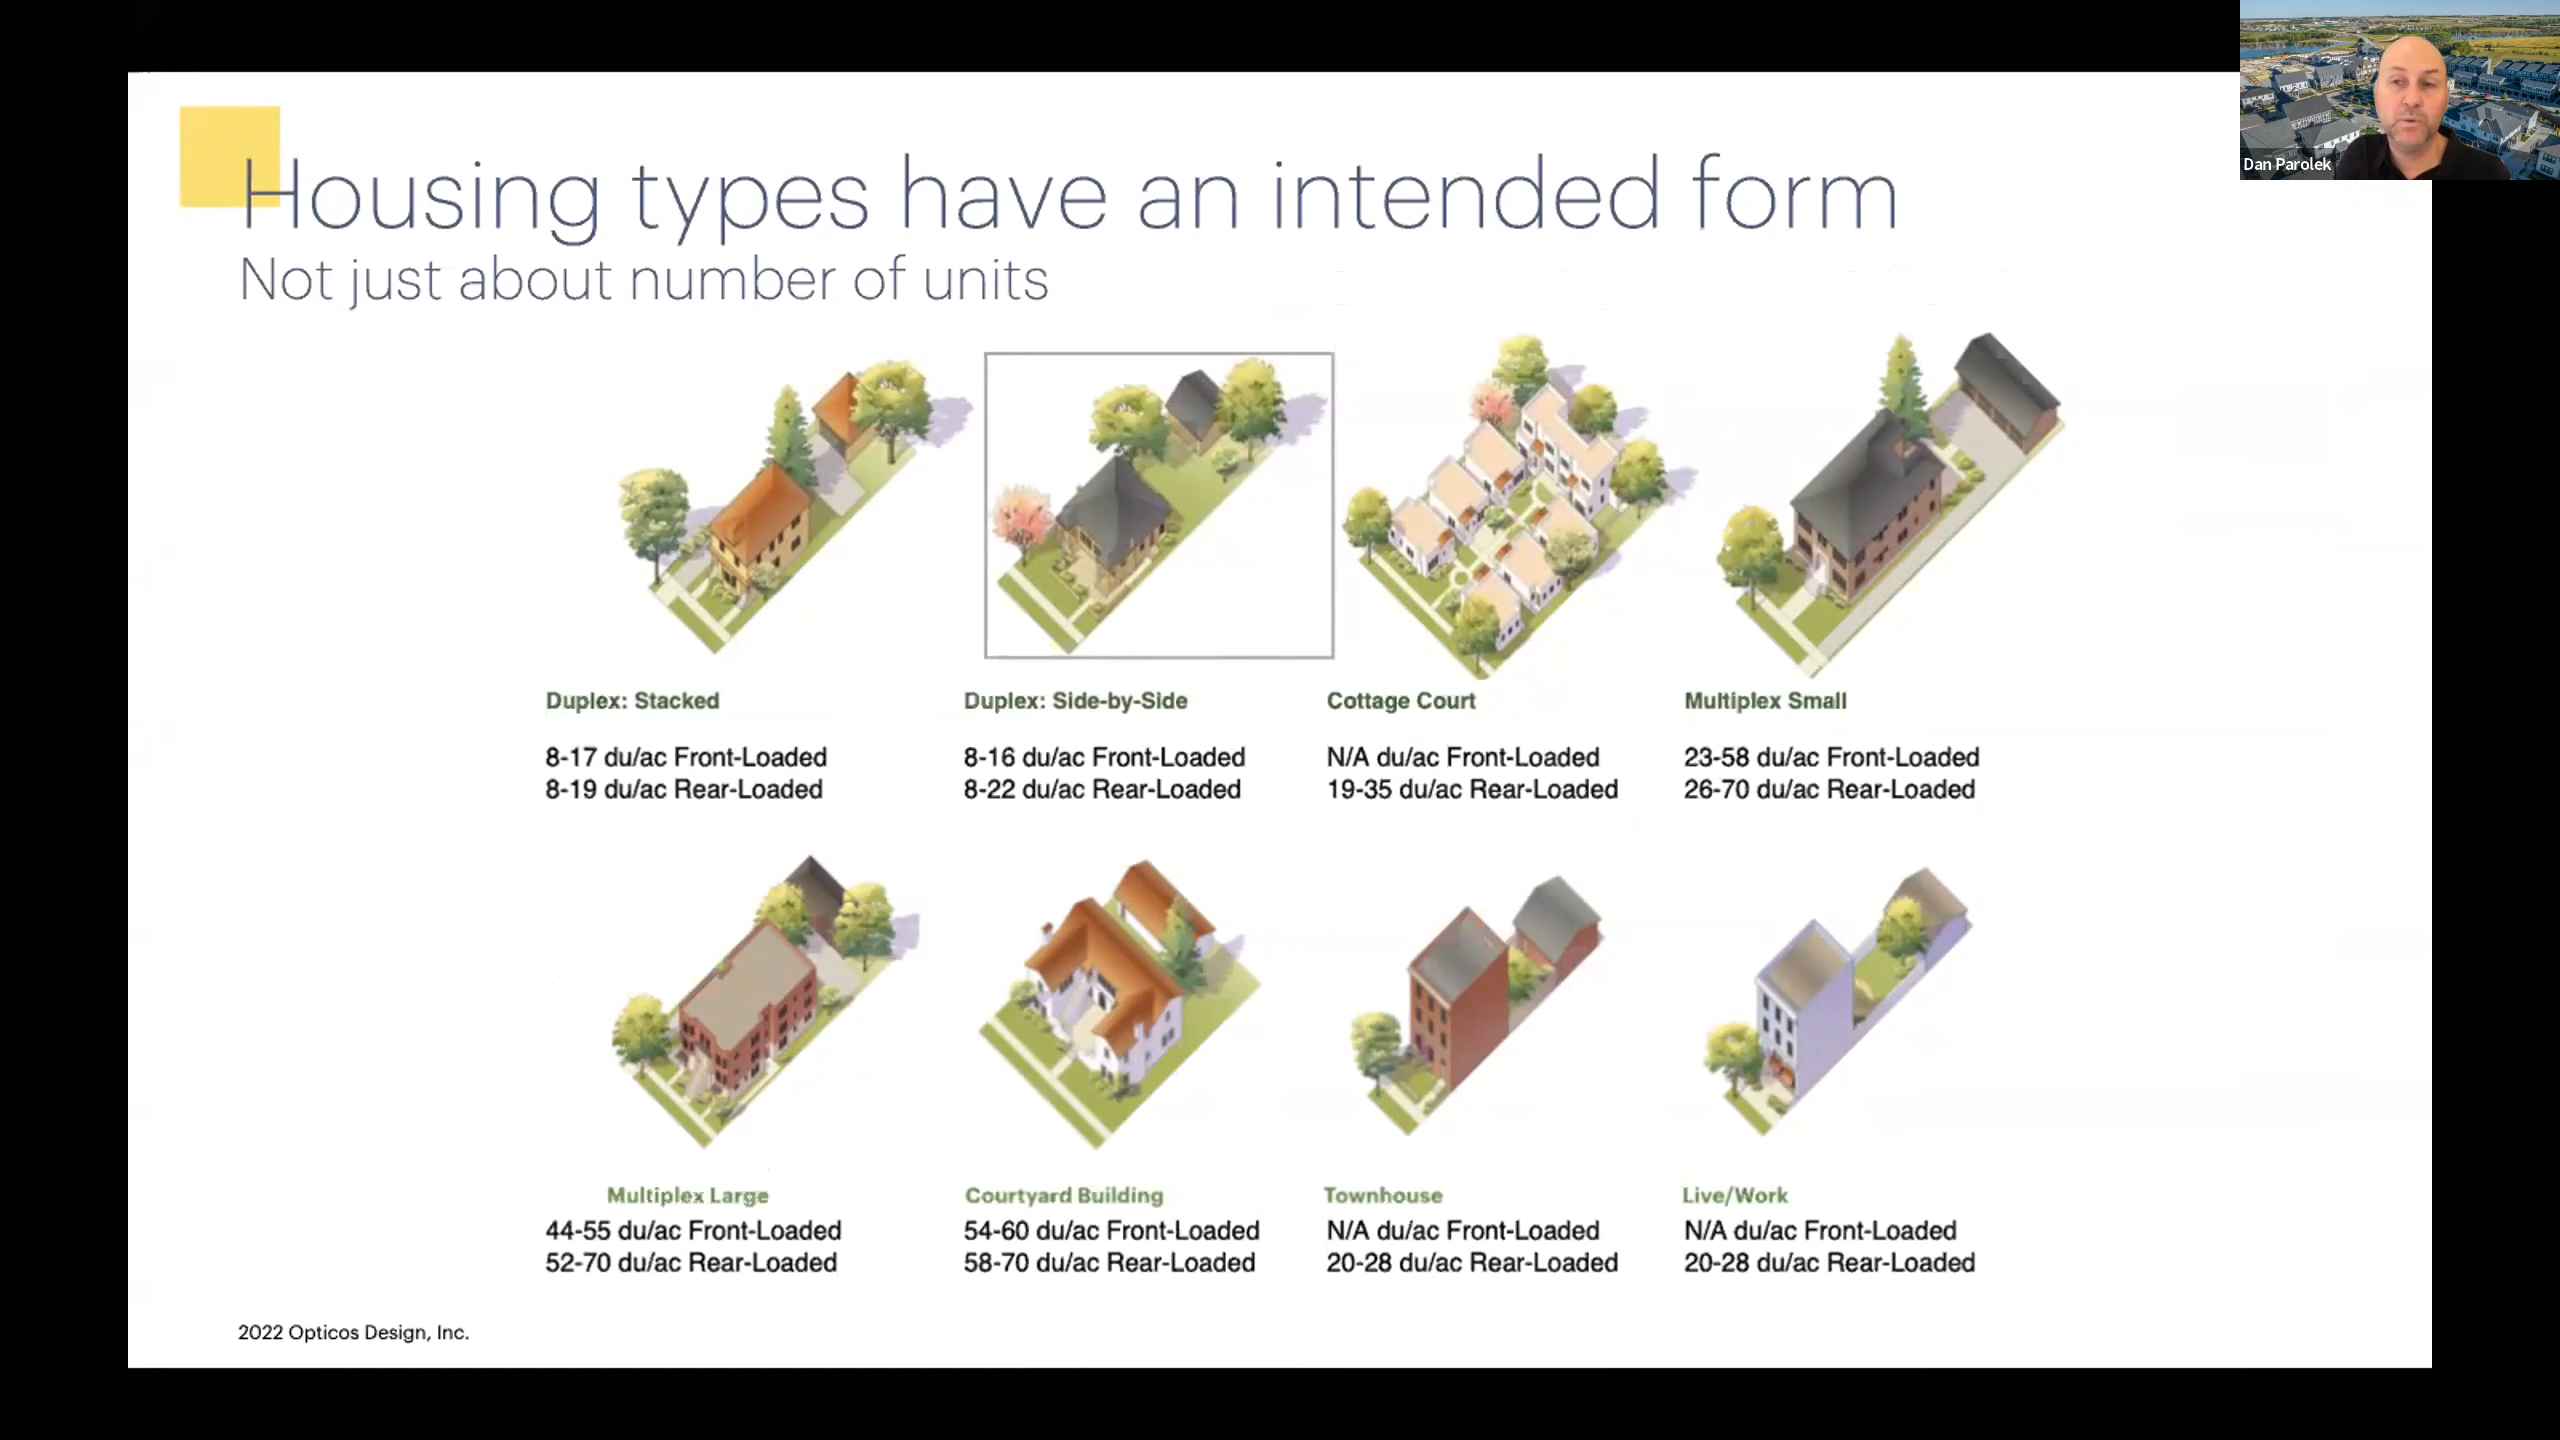 Dan Parolek
Housing types have an intended form
Not just about number of units
Duplex: Stacked
8-17 du/ac Front-Loaded
8-19 du/ac Rear-Loaded
Duplex: Side-by-Side
8-16 du/ac Front-Loaded
8-22 du/ac Rear-Loaded
Cottage Court
N/A du/ac Front-Loaded
19-35 du/ac Rear-Loaded
Multiplex Small
23-58 du/ac Front-Loaded
26-70 du/ac Rear-Loaded
Multiplex Large
44-55 du/ac Front-Loaded
52-70 du/ac Rear-Loaded
Courtyard Building
54-60 du/ac Front-Loaded
58-70 du/ac Rear-Loaded
Townhouse
N/A du/ac Front-Loaded
20-28 du/ac Rear-Loaded
Live/Work
N/A du/ac Front-Loaded
20-28 du/ac Rear-Loaded
2022 Opticos Design, Inc.